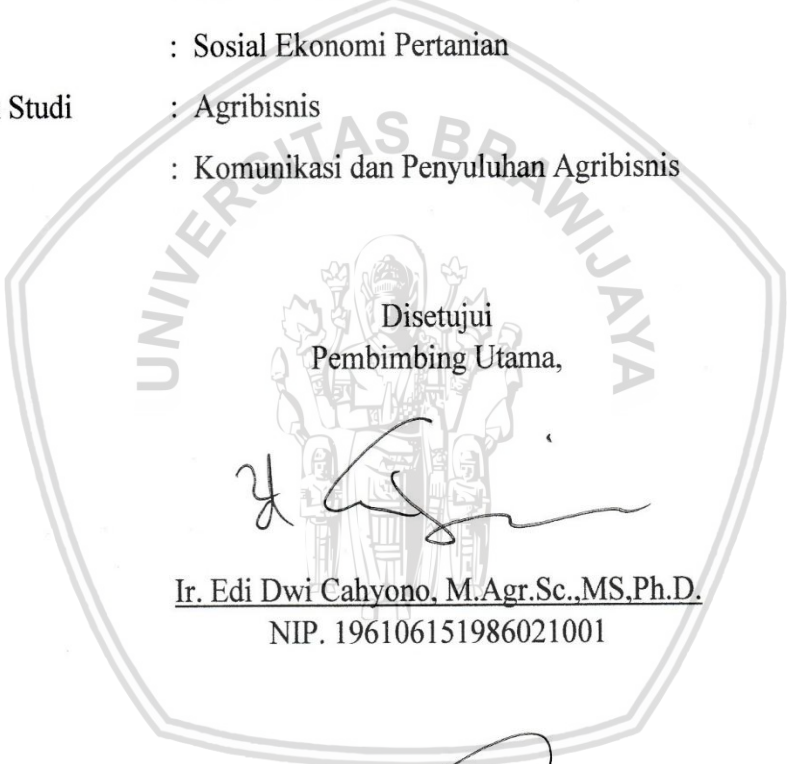 : Sosial Ekonomi Pertanian
Studi : Agribisnis
: Komunikasi dan Penyuluhan Agribisnis
UNIVERSITAS BRAWIJAYA
Disetujui
Pembimbing Utama,
Ir. Edi Dwi Cahyono, M.Agr.Sc.,MS,Ph.D.
NIP. 196106151986021001